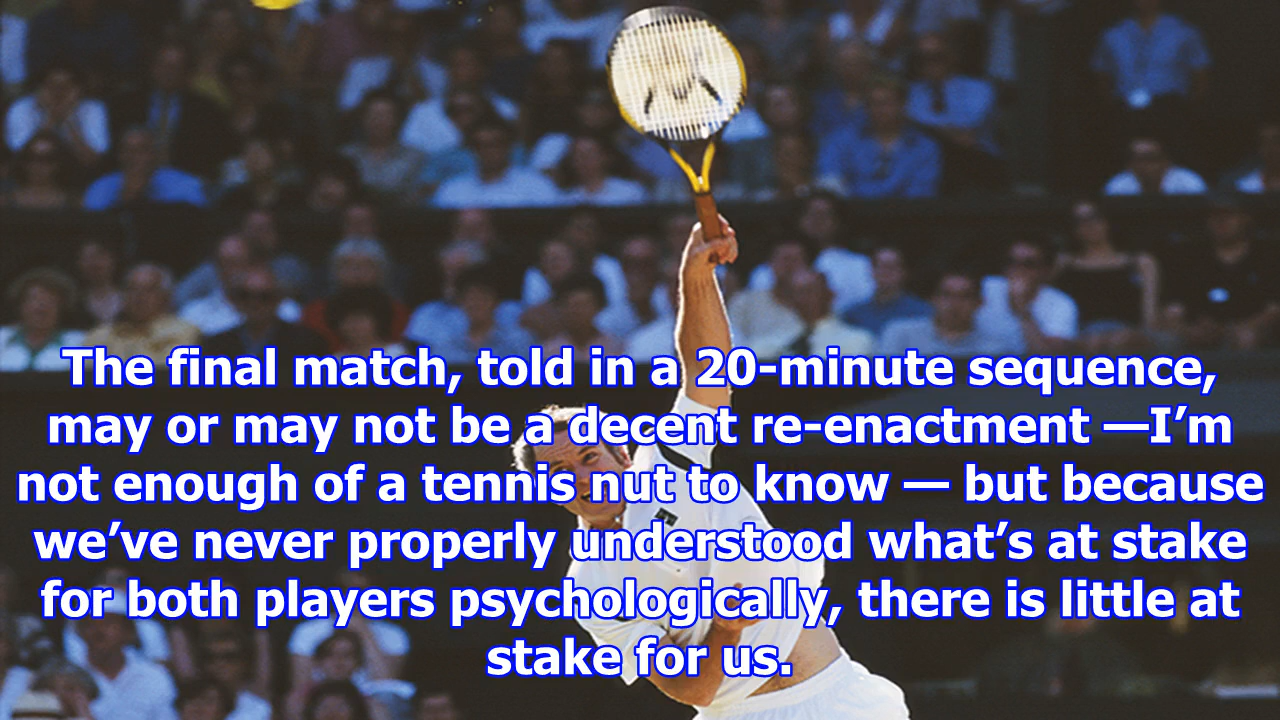 The final match, told in a 20-minute sequence,
may or may not be a decent re-enactment —I’m
not enough of a tennis nut to know — but because
we’ve never properly understood what’s at stake
for both players psychologically, there is little at
stake for us.